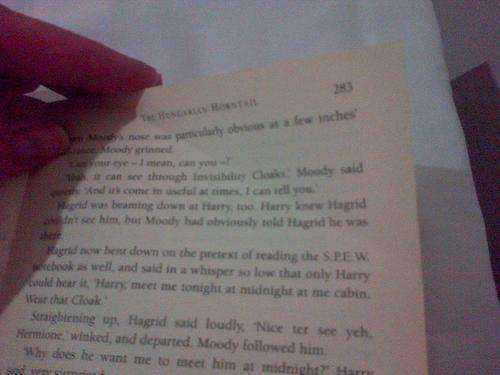 THE HUNGARIAN HORNTAIL 283
Moody's nose was particularly obvious at a few inches'
Moody grinned.
your eye – I mean, can you –?'
it can see through Invisibility Cloaks,' Moody said
'And it's come in useful at times, I can tell you.'
Hagrid was beaming down at Harry, too. Harry knew Hagrid
couldn't see him, but Moody had obviously told Hagrid he was
there.
Hagrid now bent down on the pretext of reading the S.P.E.W.
notebook as well, and said in a whisper so low that only Harry
could hear it, 'Harry, meet me tonight at midnight at me cabin.
Wear that Cloak.'
Straightening up, Hagrid said loudly, 'Nice ter see yeh,
Hermione,' winked, and departed. Moody followed him.
'Why does he want me to meet him at midnight?' Harry
said, very surprised.